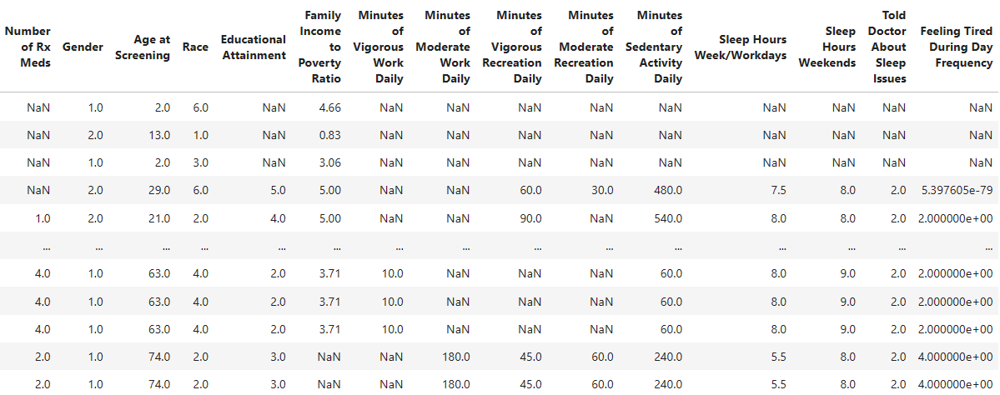 Number of Rx Meds Gender Age at Screening Race Educational Attainment Family Income to Poverty Ratio Minutes of Vigorous Work Daily Minutes of Moderate Work Daily Minutes of Vigorous Recreation Daily Minutes of Moderate Recreation Daily Minutes of Sedentary Activity Daily Sleep Hours Week/Workdays Sleep Hours Weekends Told Doctor About Sleep Issues Feeling Tired During Day Frequency
NaN 1.0 2.0 6.0 NaN 4.66 NaN NaN NaN NaN NaN NaN NaN NaN NaN
NaN 2.0 13.0 1.0 NaN 0.83 NaN NaN NaN NaN NaN NaN NaN NaN NaN
NaN 1.0 2.0 3.0 NaN 3.06 NaN NaN NaN NaN NaN NaN NaN NaN NaN
NaN 2.0 29.0 6.0 5.0 5.00 NaN NaN 60.0 30.0 480.0 7.5 8.0 2.0 5.397605e-79
1.0 2.0 21.0 2.0 4.0 5.00 NaN NaN 90.0 NaN 540.0 8.0 8.0 2.0 2.000000e+00
... ... ... ... ... ... ... ... ... ... ... ... ... ... ...
4.0 1.0 63.0 4.0 2.0 3.71 10.0 NaN NaN NaN 60.0 8.0 9.0 2.0 2.000000e+00
4.0 1.0 63.0 4.0 2.0 3.71 10.0 NaN NaN NaN 60.0 8.0 9.0 2.0 2.000000e+00
4.0 1.0 63.0 4.0 2.0 3.71 10.0 NaN NaN NaN 60.0 8.0 9.0 2.0 2.000000e+00
2.0 1.0 74.0 2.0 3.0 NaN NaN 180.0 45.0 60.0 240.0 5.5 8.0 2.0 4.000000e+00
2.0 1.0 74.0 2.0 3.0 NaN NaN 180.0 45.0 60.0 240.0 5.5 8.0 2.0 4.000000e+00